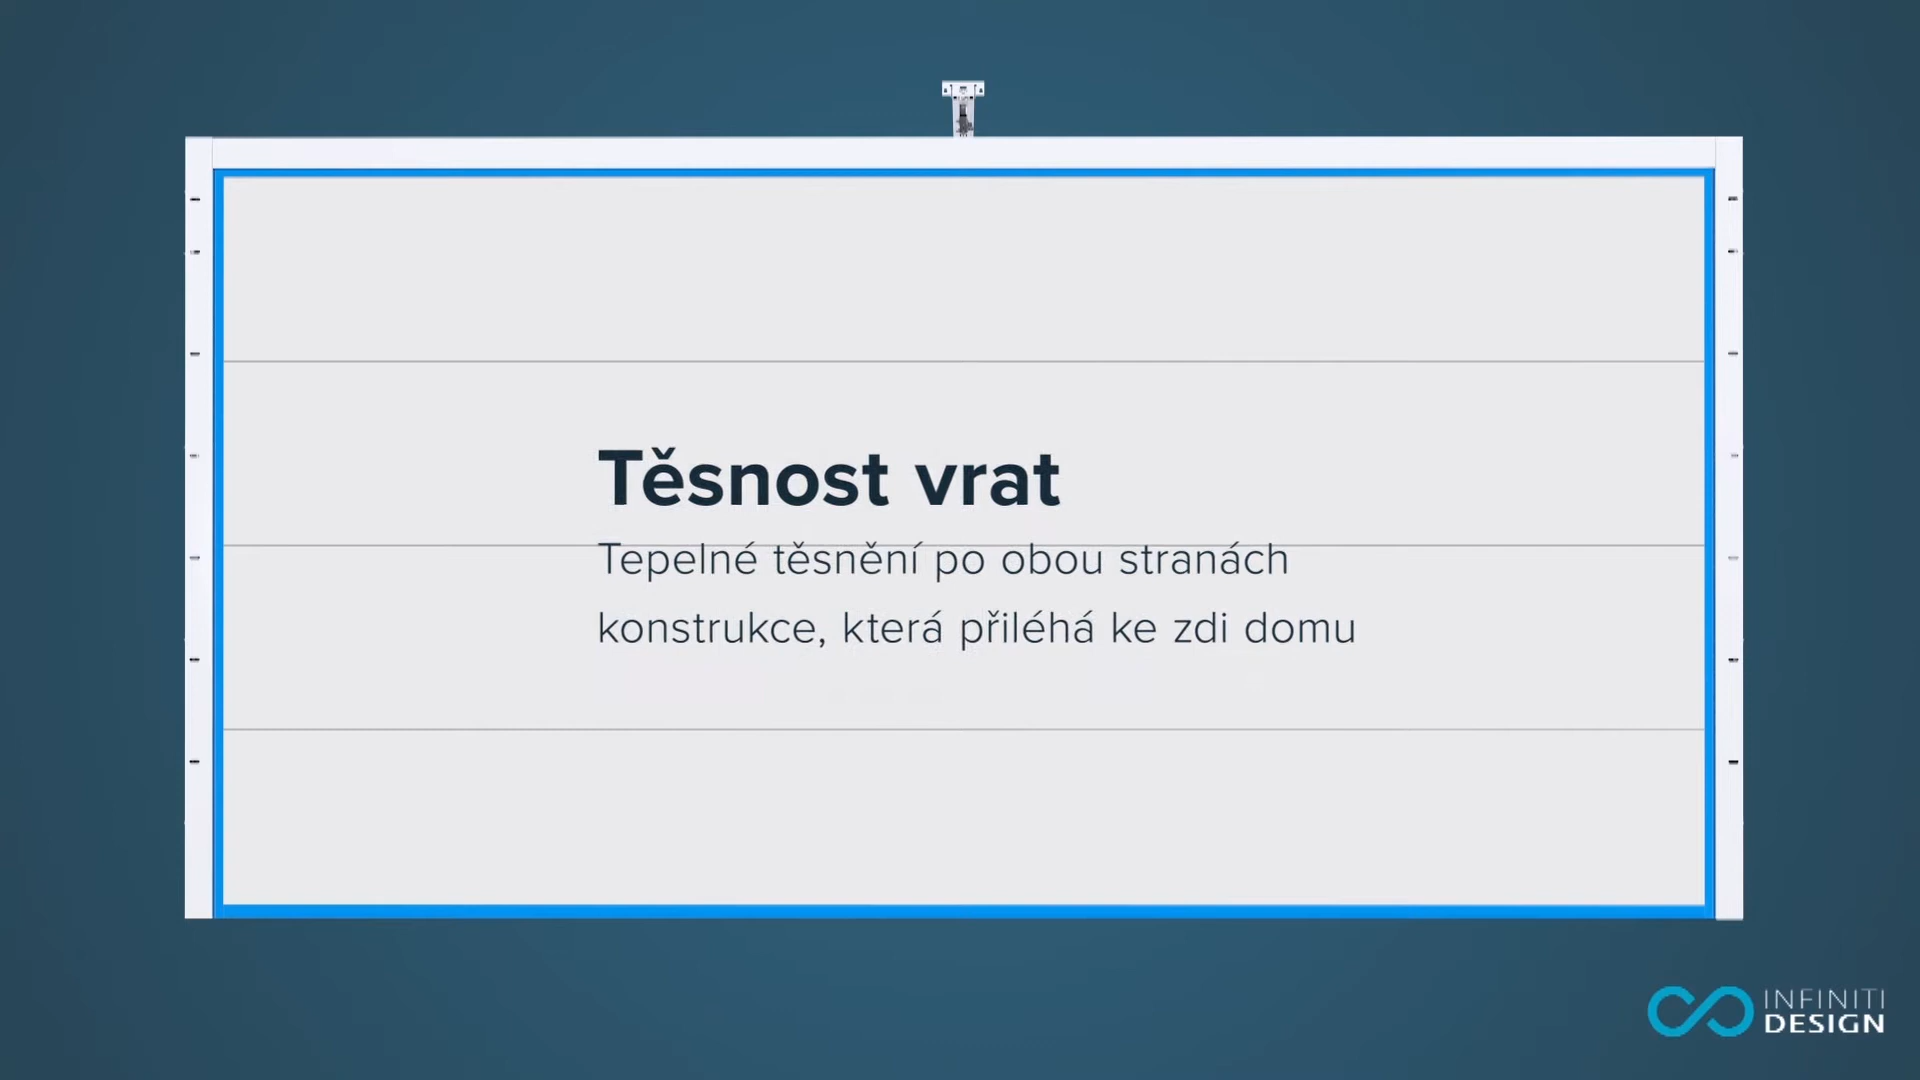 Těsnost vrat
Tepelné těsnění po obou stranách
konstrukce, která přiléhá ke zdi domu
INFINITI
DESIGN